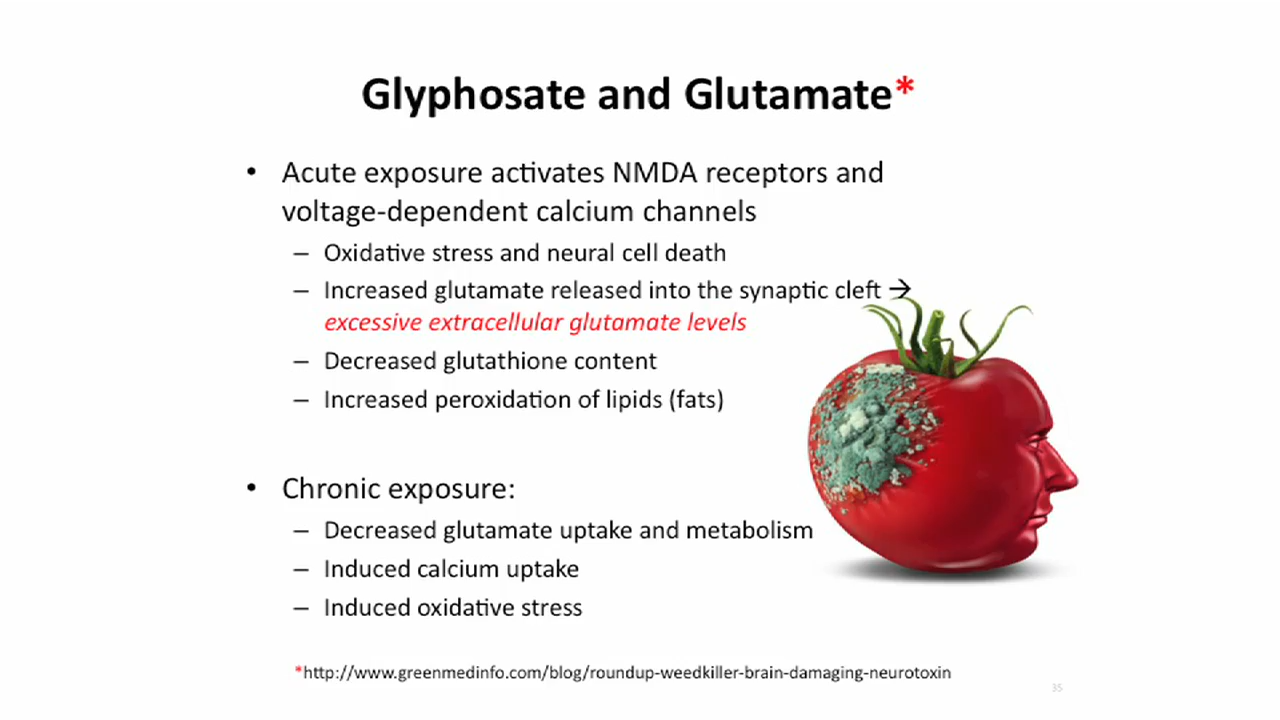 Glyphosate and Glutamate*
• Acute exposure activates NMDA receptors and
voltage-dependent calcium channels
– Oxidative stress and neural cell death
– Increased glutamate released into the synaptic cleft →
excessive extracellular glutamate levels
– Decreased glutathione content
– Increased peroxidation of lipids (fats)
• Chronic exposure:
– Decreased glutamate uptake and metabolism
– Induced calcium uptake
– Induced oxidative stress
*http://www.greenmedinfo.com/blog/roundup-weedkiller-brain-damaging-neurotoxin
35